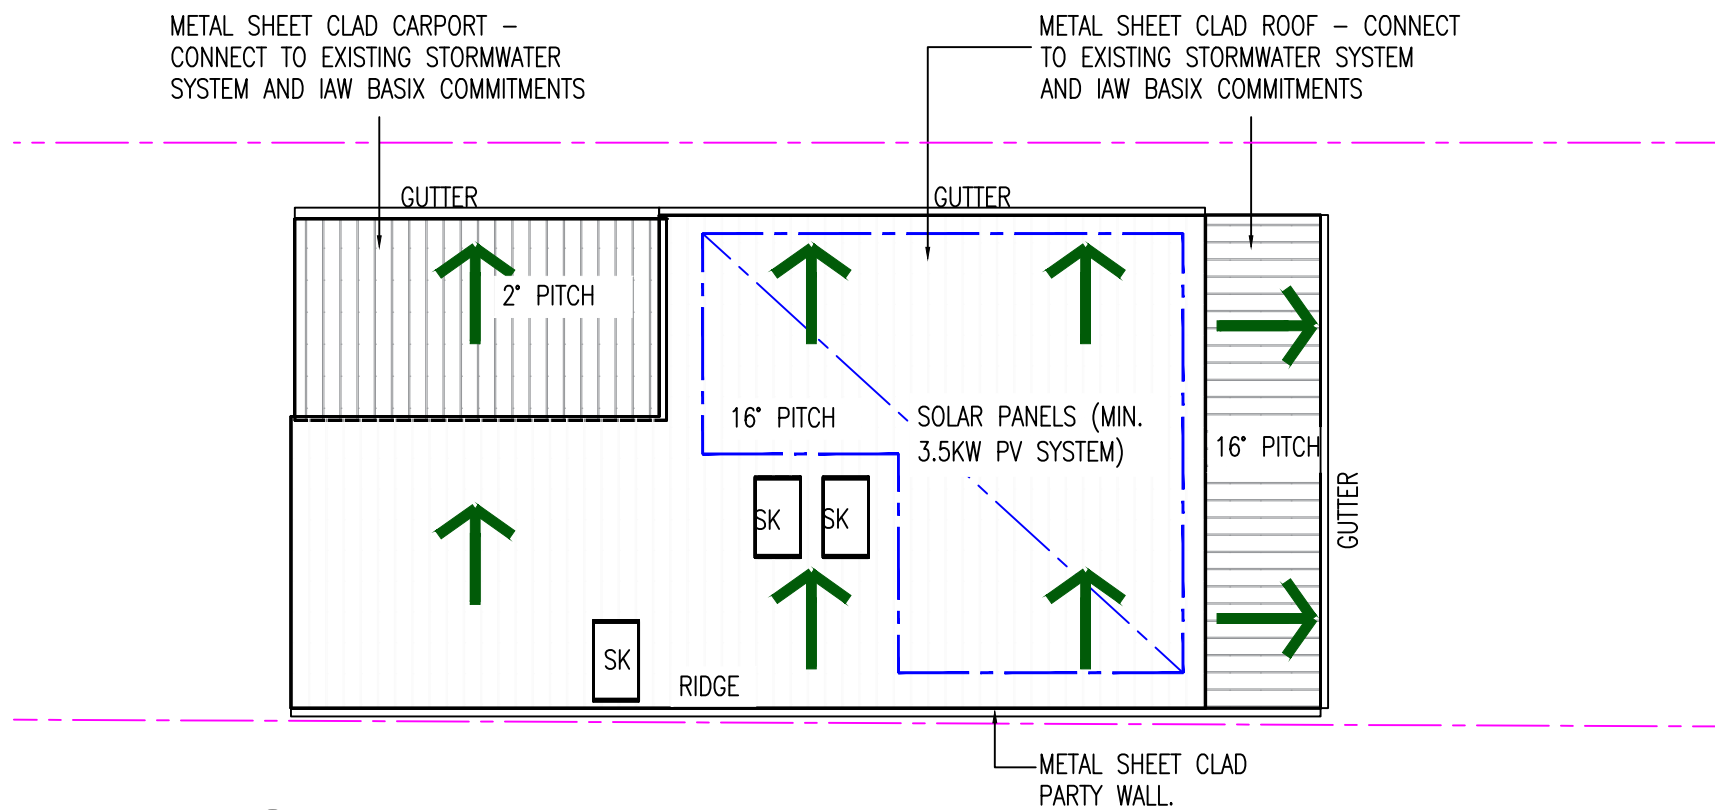 METAL SHEET CLAD CARPORT –
CONNECT TO EXISTING STORMWATER
SYSTEM AND IAW BASIX COMMITMENTS
METAL SHEET CLAD ROOF – CONNECT
TO EXISTING STORMWATER SYSTEM
AND IAW BASIX COMMITMENTS
GUTTER
GUTTER
2° PITCH
16° PITCH
SOLAR PANELS (MIN.
3.5KW PV SYSTEM)
16° PITCH
GUTTER
SK
SK
SK
RIDGE
METAL SHEET CLAD
PARTY WALL.